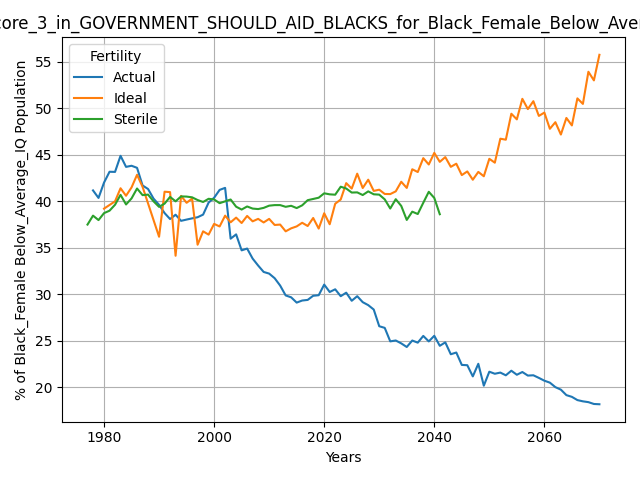 core_3_in_GOVERNMENT_SHOULD_AID_BLACKS_for_Black_Female_Below_Aver
Fertility
Actual
Ideal
Sterile
% of Black_Female Below_Average_IQ Population
55
50
45
40
35
30
25
20
1980
2000
2020
2040
2060
Years